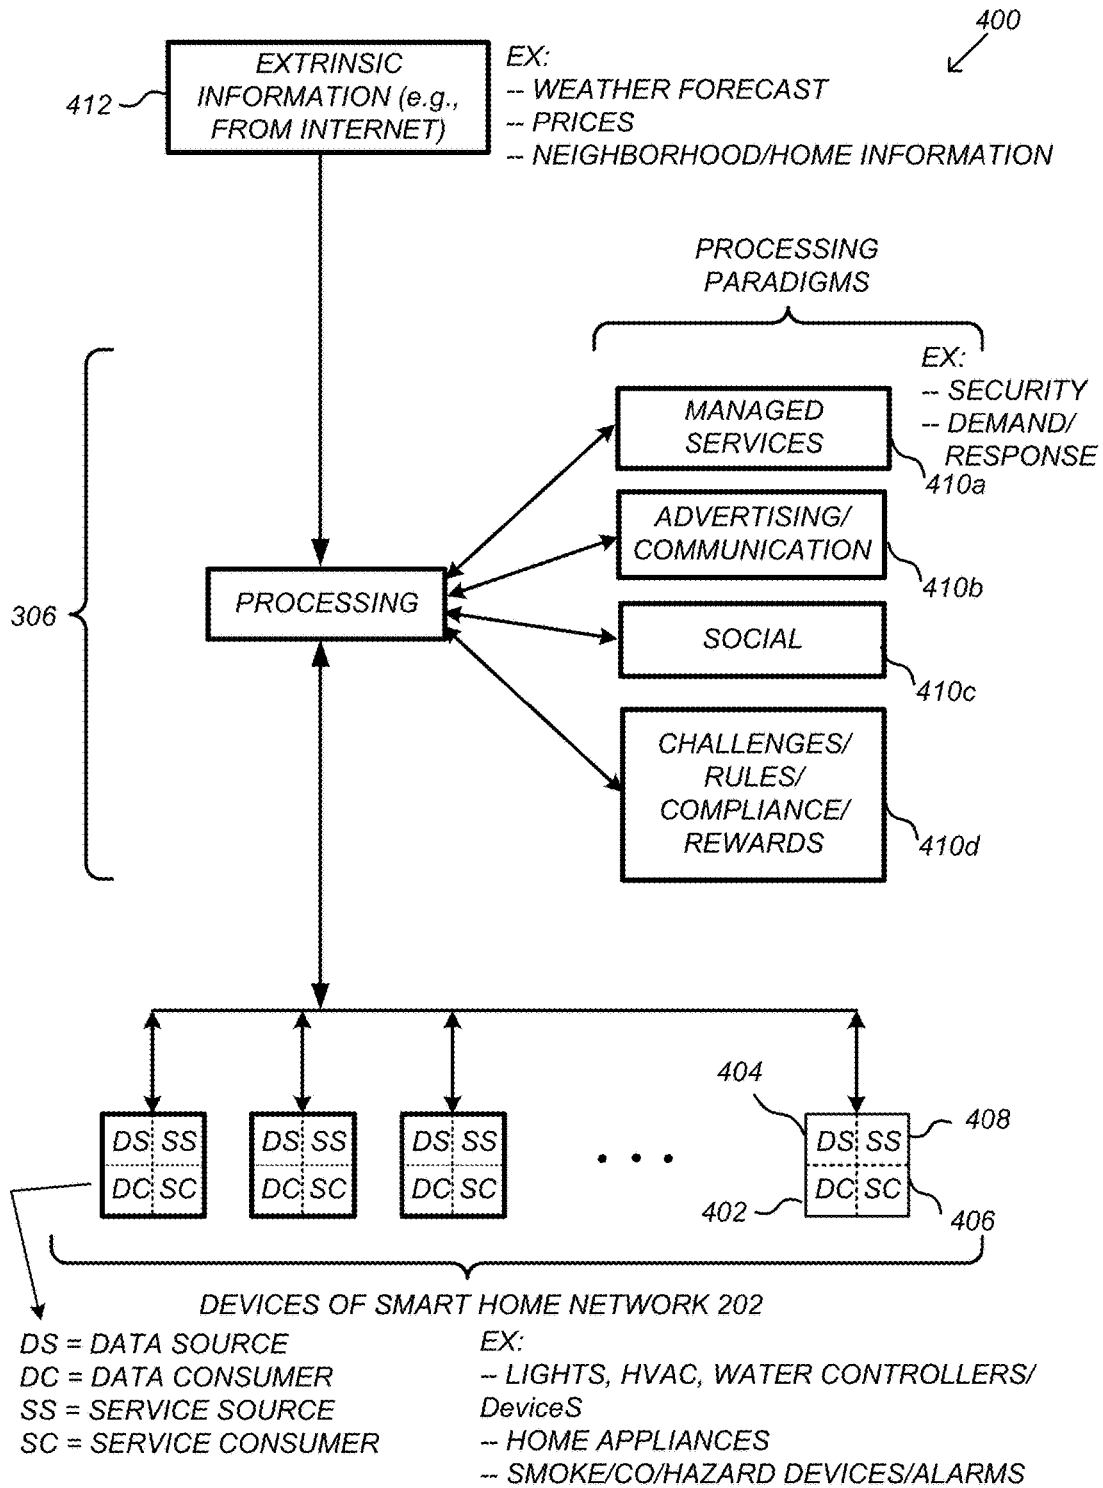 400
EXTRINSIC
INFORMATION (e.g.,
FROM INTERNET)
412
EX:
-- WEATHER FORECAST
-- PRICES
-- NEIGHBORHOOD/HOME INFORMATION
PROCESSING
PARADIGMS
EX:
-- SECURITY
-- DEMAND/
RESPONSE
MANAGED
SERVICES
410a
ADVERTISING/
COMMUNICATION
410b
306
PROCESSING
SOCIAL
410c
CHALLENGES/
RULES/
COMPLIANCE/
REWARDS
410d
DS SS
DC SC
DS SS
DC SC
DS SS
DC SC
. . .
404
DS SS
DC SC
408
402
406
DEVICES OF SMART HOME NETWORK 202
DS = DATA SOURCE
DC = DATA CONSUMER
SS = SERVICE SOURCE
SC = SERVICE CONSUMER
EX:
-- LIGHTS, HVAC, WATER CONTROLLERS/
DeviceS
-- HOME APPLIANCES
-- SMOKE/CO/HAZARD DEVICES/ALARMS